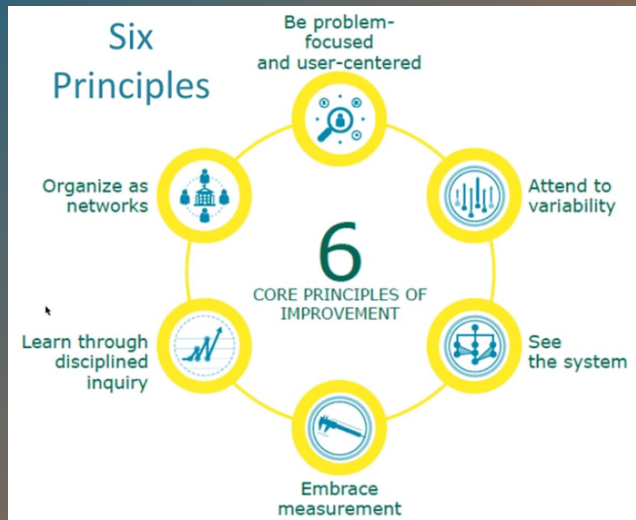 Six
Principles
Be problem-
focused
and user-centered
Attend to
variability
See
the system
Embrace
measurement
Learn through
disciplined
inquiry
Organize as
networks
6
CORE PRINCIPLES OF
IMPROVEMENT